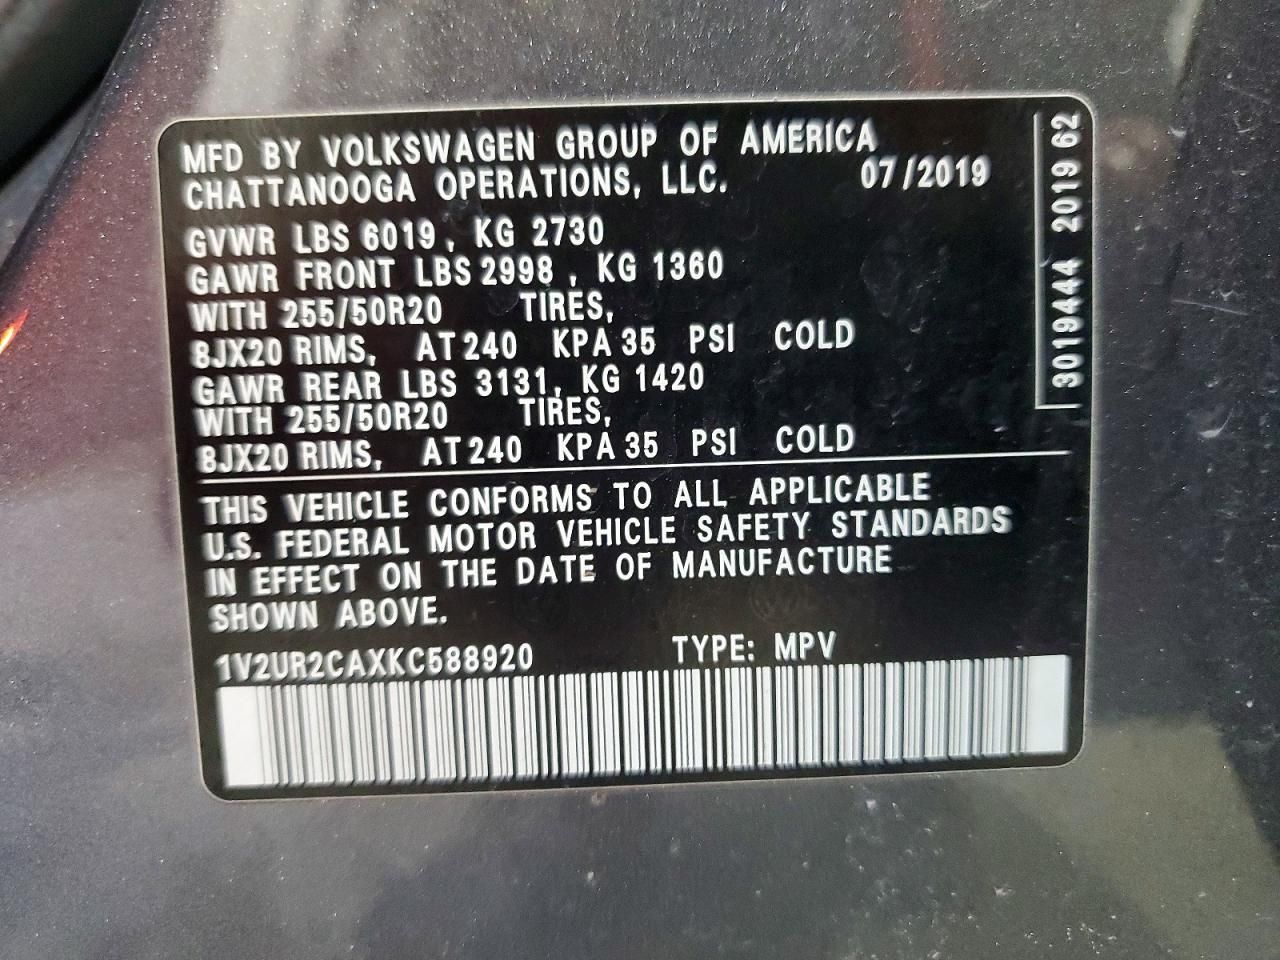 MFD BY VOLKSWAGEN GROUP OF AMERICA
CHATTANOOGA OPERATIONS, LLC. 07/2019
GVWR LBS 6019, KG 2730
GAWR FRONT LBS 2998, KG 1360
WITH 255/50R20 TIRES,
8JX20 RIMS, AT 240 KPA 35 PSI COLD
GAWR REAR LBS 3131, KG 1420
WITH 255/50R20 TIRES,
8JX20 RIMS, AT 240 KPA 35 PSI COLD
THIS VEHICLE CONFORMS TO ALL APPLICABLE
U.S. FEDERAL MOTOR VEHICLE SAFETY STANDARDS
IN EFFECT ON THE DATE OF MANUFACTURE
SHOWN ABOVE.
1V2UR2CAXKC588920 TYPE: MPV
3019444 2019 62